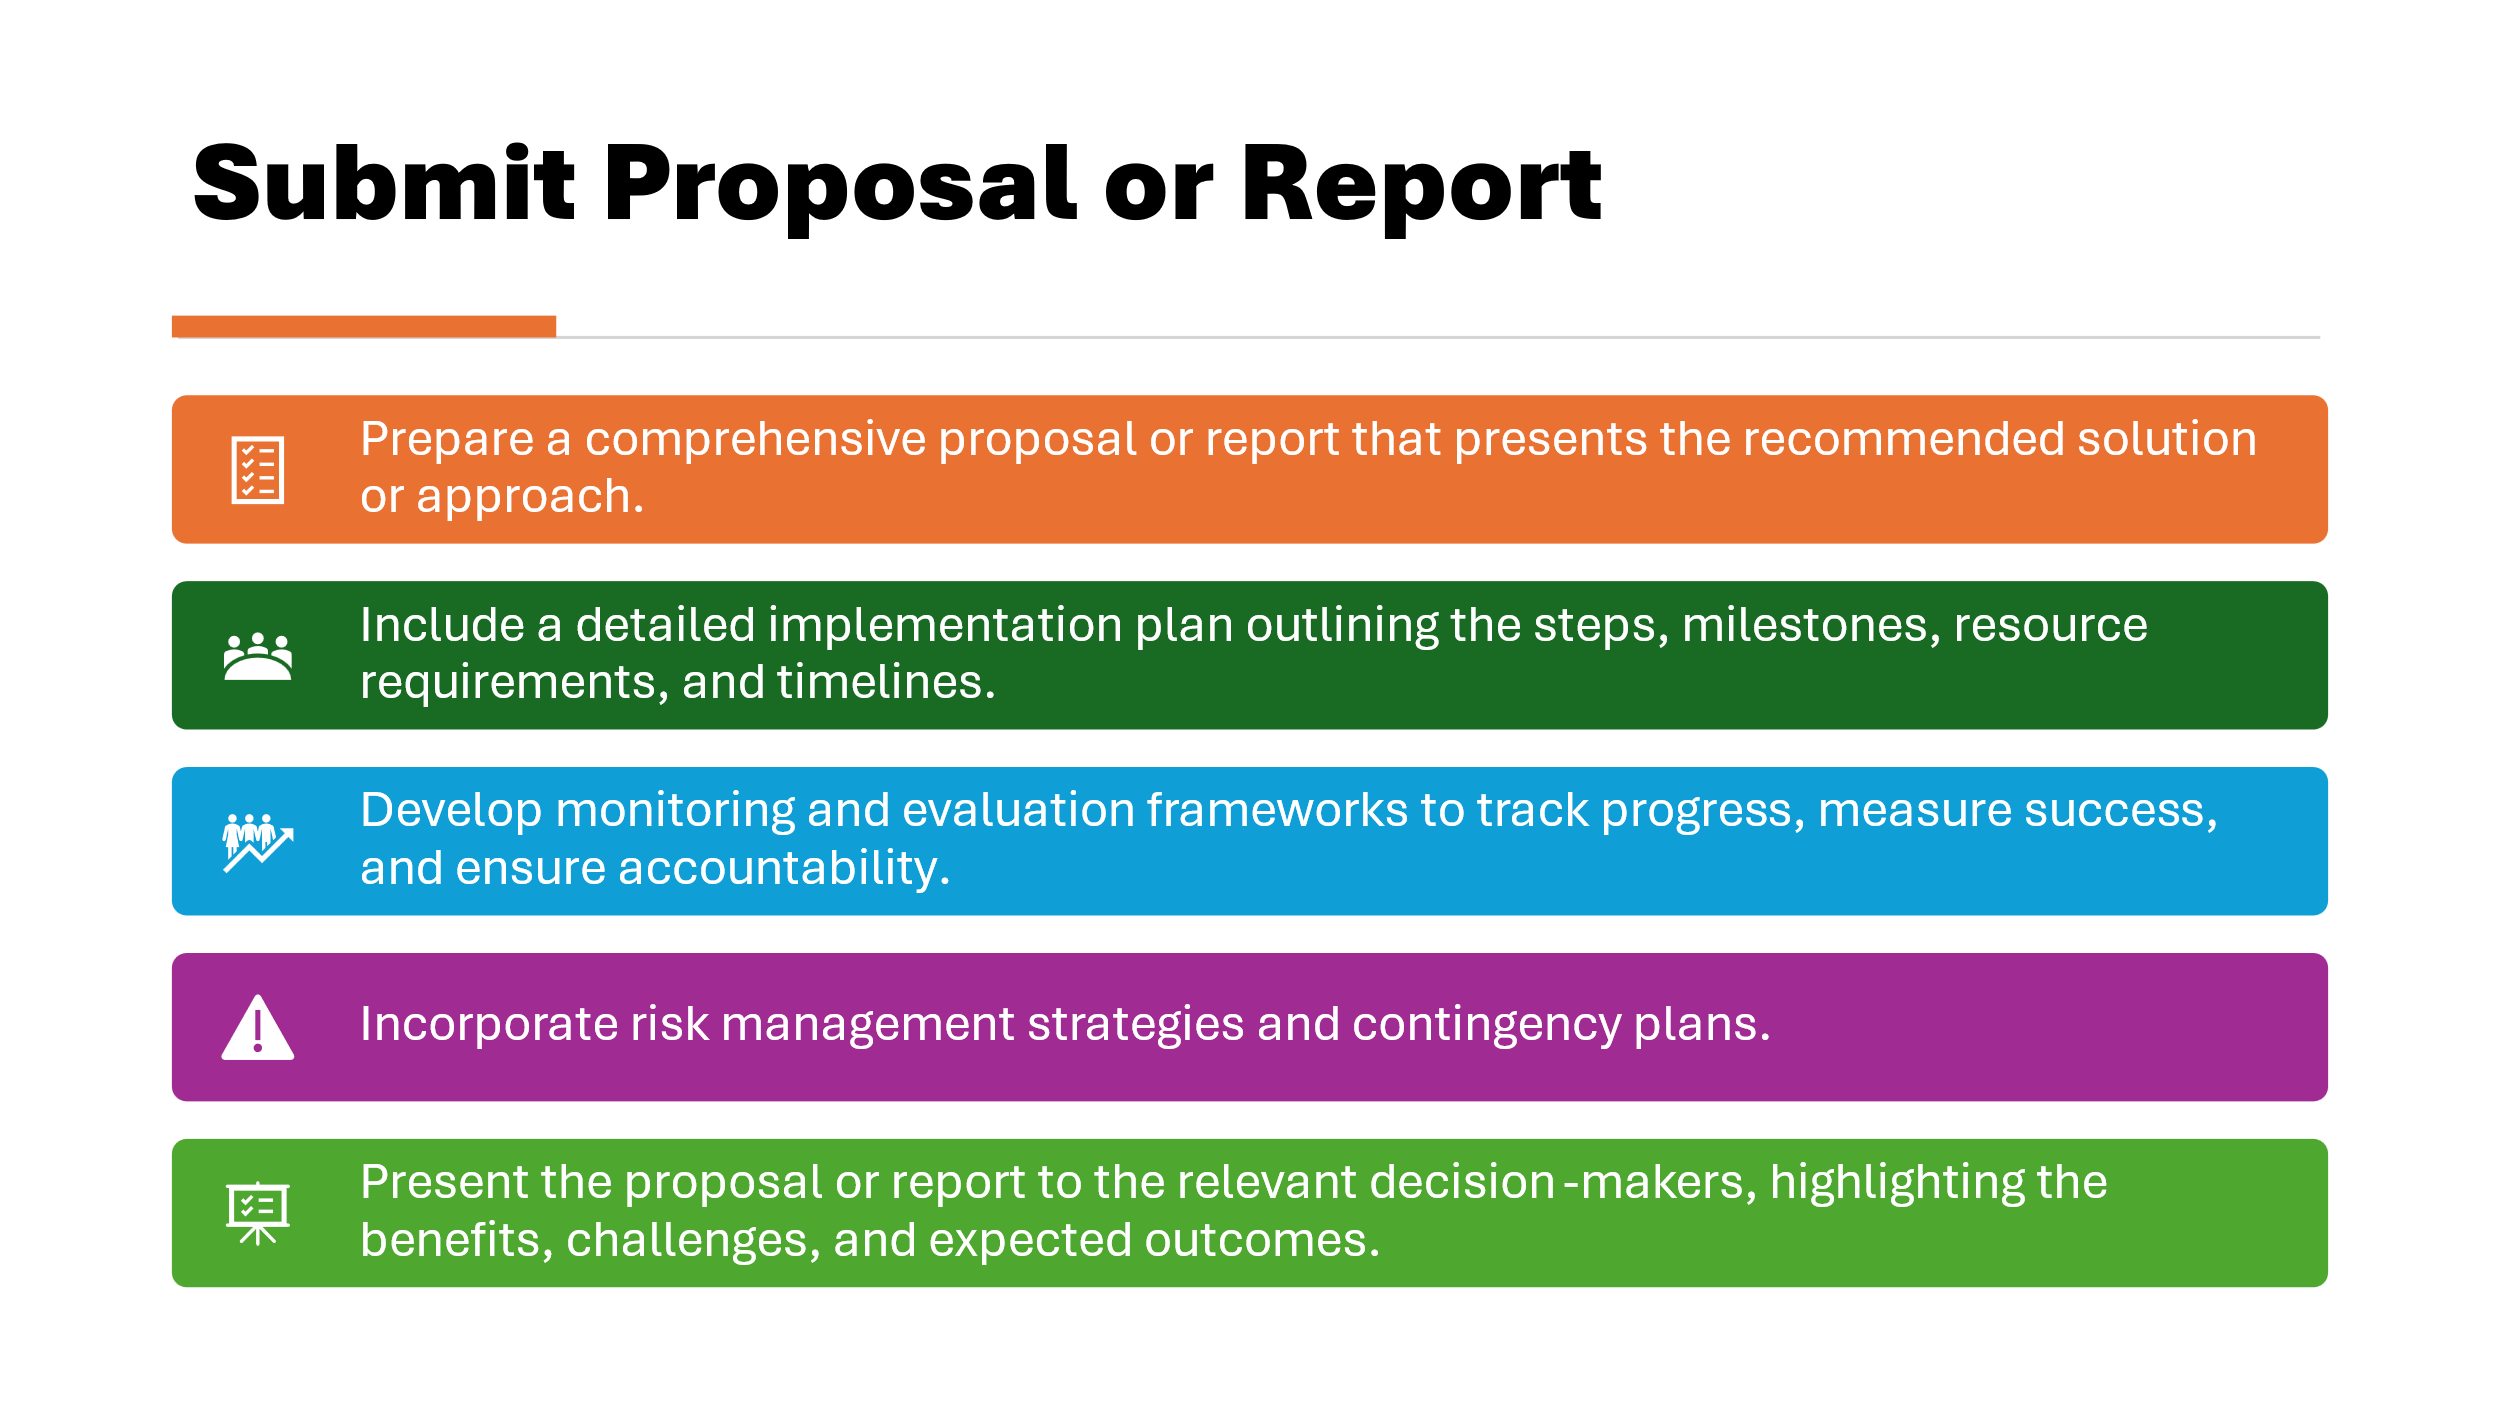 Submit Proposal or Report
Prepare a comprehensive proposal or report that presents the recommended solution
or approach.
Include a detailed implementation plan outlining the steps, milestones, resource
requirements, and timelines.
Develop monitoring and evaluation frameworks to track progress, measure success,
and ensure accountability.
Incorporate risk management strategies and contingency plans.
Present the proposal or report to the relevant decision-makers, highlighting the
benefits, challenges, and expected outcomes.